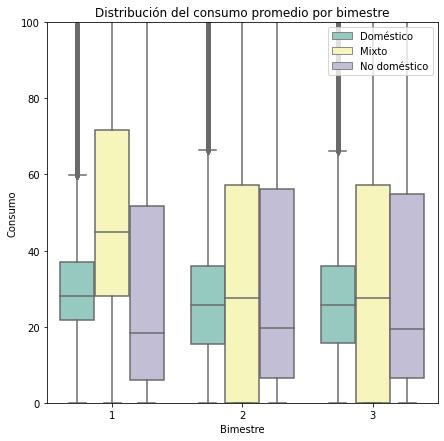 Distribución del consumo promedio por bimestre
Doméstico
Mixto
No doméstico
100
80
60
40
20
0
Consumo
1 2 3
Bimestre